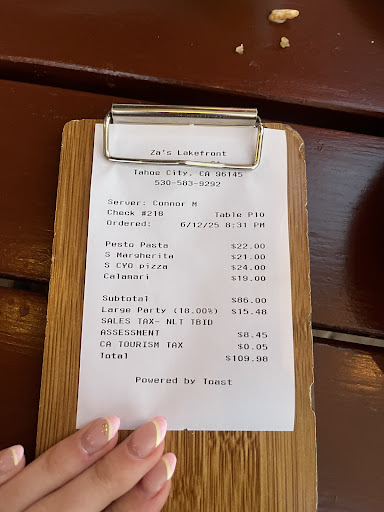 Za's Lakefront
Tahoe City, CA 96145
530-583-9292
Server: Connor M
Check #218 Table P10
Ordered: 6/12/25 8:31 PM
Pesto Pasta $22.00
S Margherita $21.00
S CYO pizza $24.00
Calamari $19.00
Subtotal $86.00
Large Party (18.00%) $15.48
SALES TAX- NLT TBID
ASSESSMENT $8.45
CA TOURISM TAX $0.05
Total $109.98
Powered by Toast